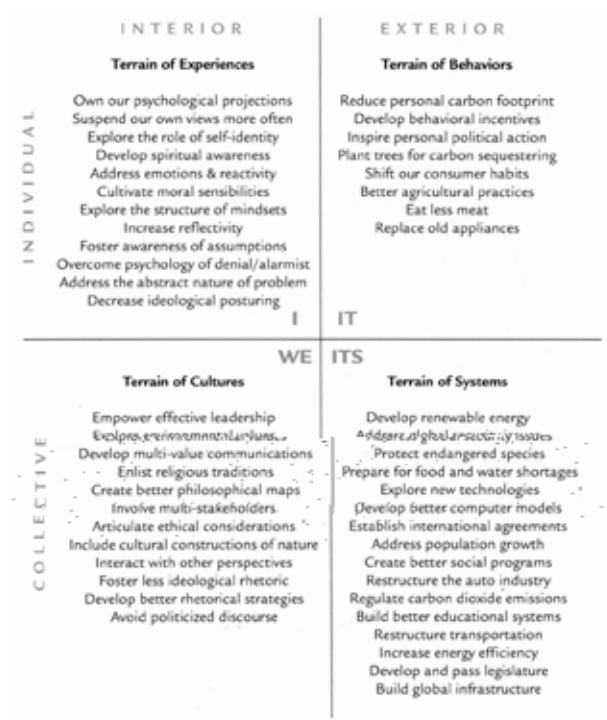 INTERIOR
EXTERIOR
INDIVIDUAL
Terrain of Experiences
Own our psychological projections
Suspend our own views more often
Explore the role of self-identity
Develop spiritual awareness
Address emotions & reactivity
Cultivate moral sensibilities
Explore the structure of mindsets
Increase reflectivity
Foster awareness of assumptions
Overcome psychology of denial/alarmist
Address the abstract nature of problem
Decrease ideological posturing
I
Terrain of Behaviors
Reduce personal carbon footprint
Develop behavioral incentives
Inspire personal political action
Plant trees for carbon sequestering
Shift our consumer habits
Better agricultural practices
Eat less meat
Replace old appliances
IT
COLLECTIVE
WE
Terrain of Cultures
Empower effective leadership
Develop multi-value communications
Enlist religious traditions
Create better philosophical maps
Involve multi-stakeholders
Articulate ethical considerations
Include cultural constructions of nature
Interact with other perspectives
Foster less ideological rhetoric
Develop better rhetorical strategies
Avoid politicized discourse
ITS
Terrain of Systems
Develop renewable energy
issues
Protect endangered species
Prepare for food and water shortages
Explore new technologies
Develop better computer models
Establish international agreements
Address population growth
Create better social programs
Restructure the auto industry
Regulate carbon dioxide emissions
Build better educational systems
Restructure transportation
Increase energy efficiency
Develop and pass legislature
Build global infrastructure